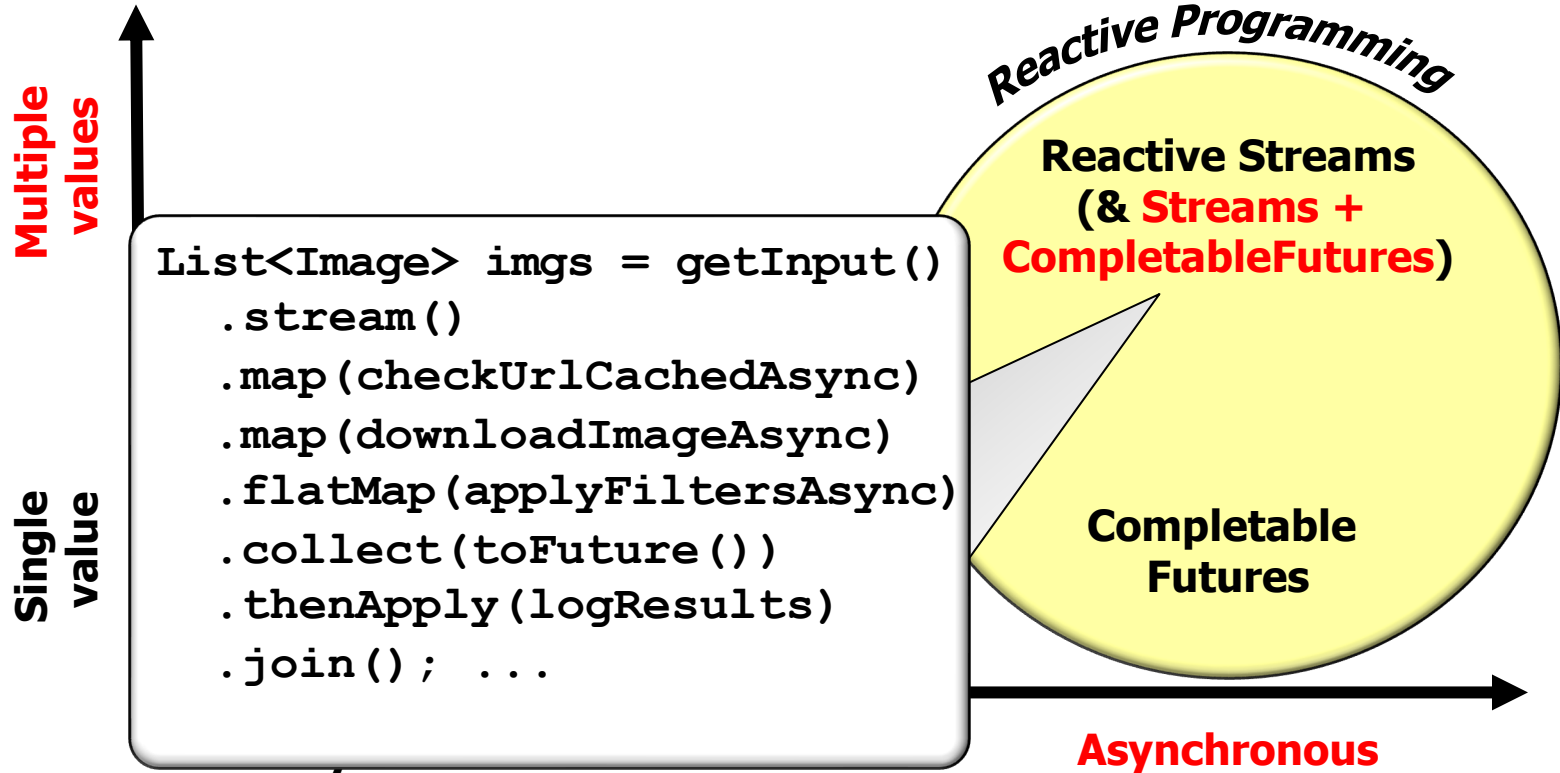 Reactive Programming
Multiple
values
Reactive Streams
(& Streams +
CompletableFutures)
List<Image> imgs = getInput()
.stream()
.map(checkUrlCachedAsync)
.map(downloadImageAsync)
.flatMap(applyFiltersAsync)
.collect(toFuture())
.thenApply(logResults)
.join(); ...
Single
value
Completable
Futures
Asynchronous